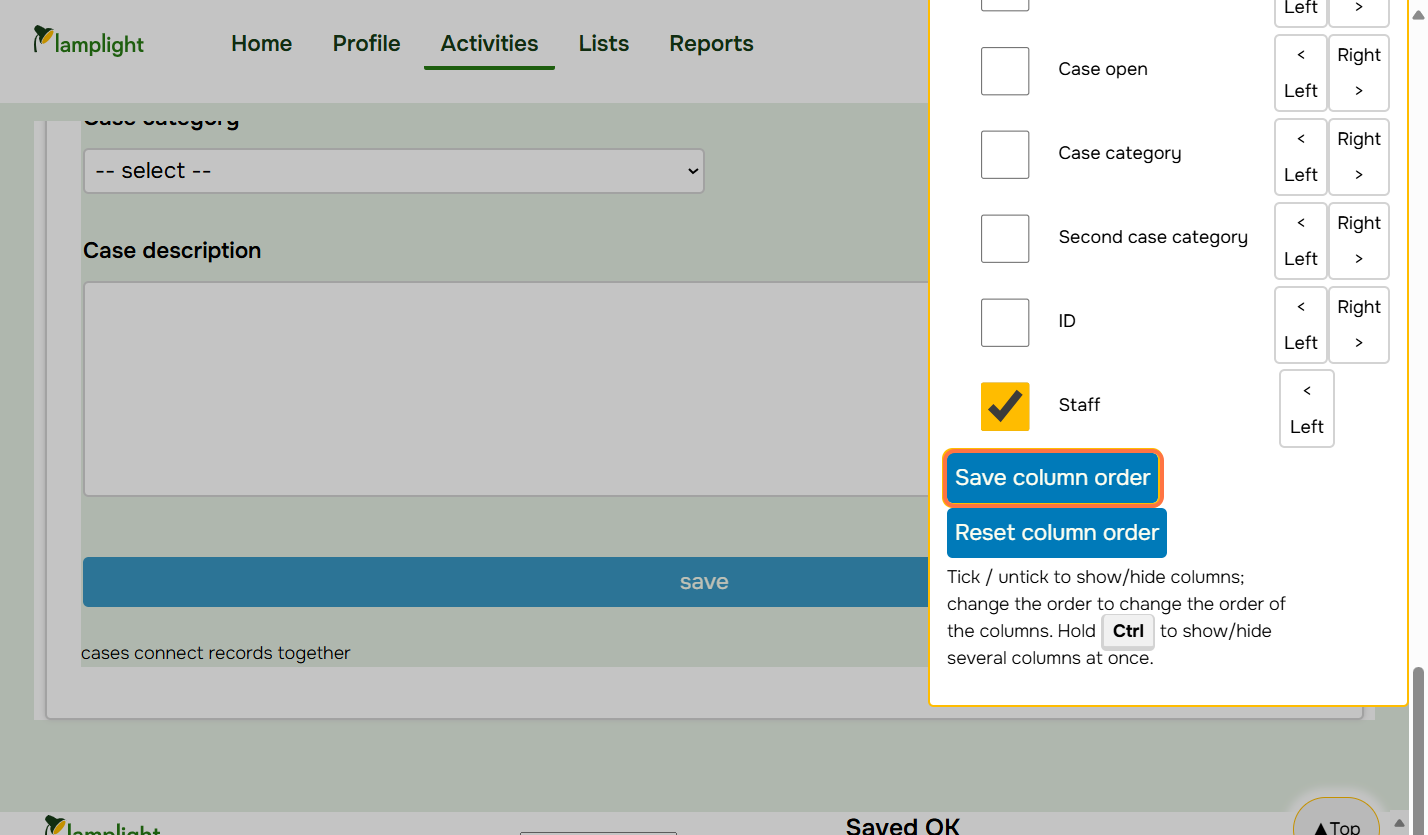 lamplight
Home
Profile
Activities
Lists
Reports
Case category
-- select --
Case description
save
cases connect records together
Left
>
Case open
<
Left
Right
>
Case category
<
Left
Right
>
Second case category
<
Left
Right
>
ID
<
Left
Right
>
Staff
<
Left
Save column order
Reset column order
Tick / untick to show/hide columns;
change the order to change the order of
the columns. Hold Ctrl to show/hide
several columns at once.
lamplight
Saved OK
▲Top